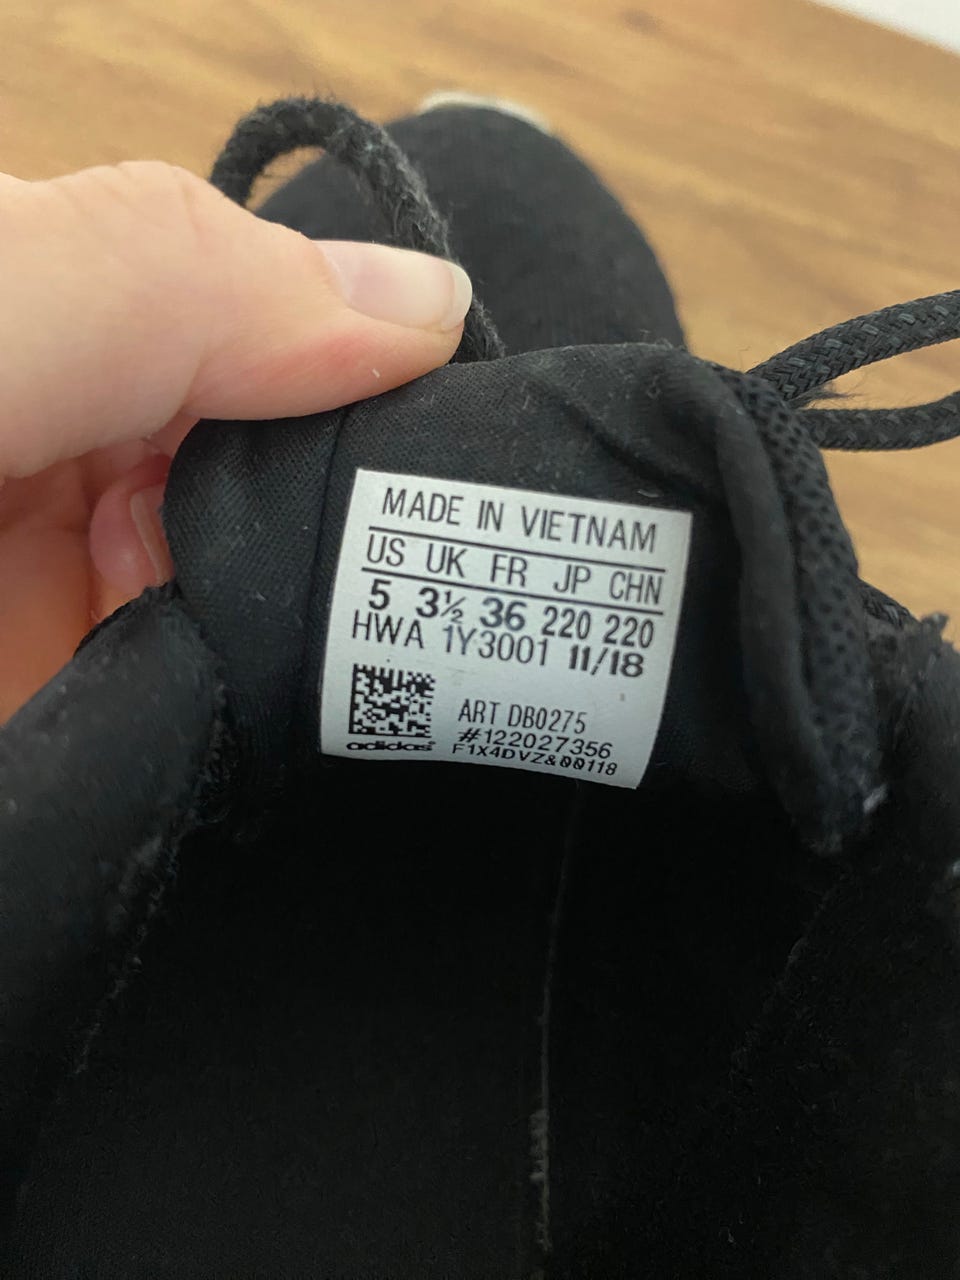 MADE IN VIETNAM
US UK FR JP CHN
5 3½ 36 220 220
HWA 1Y3001 11/18
ART DB0275
#122027356
adidas F1X4DVZ&00118